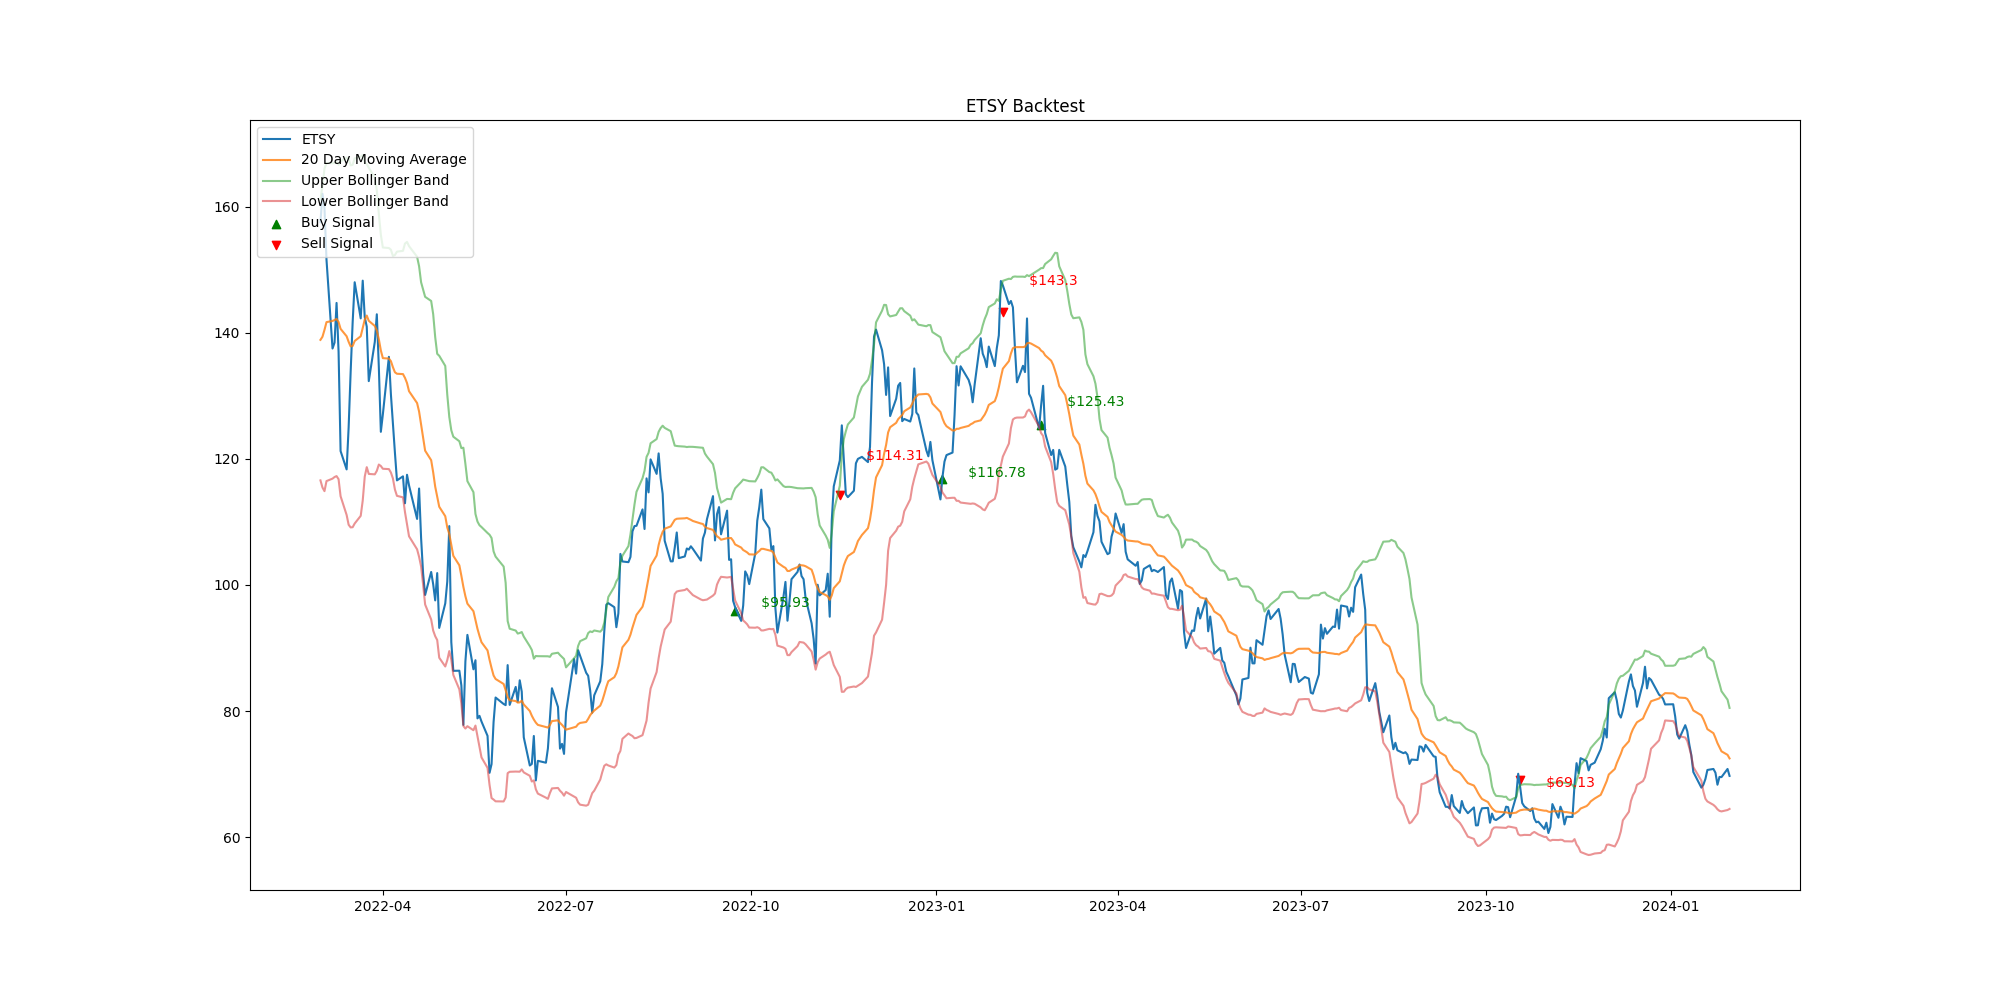 ETSY Backtest
ETSY
20 Day Moving Average
Upper Bollinger Band
Lower Bollinger Band
Buy Signal
Sell Signal
160
140
120
100
80
60
$143.3
$125.43
$114.31
$116.78
$95.93
$69.13
2022-04
2022-07
2022-10
2023-01
2023-04
2023-07
2023-10
2024-01